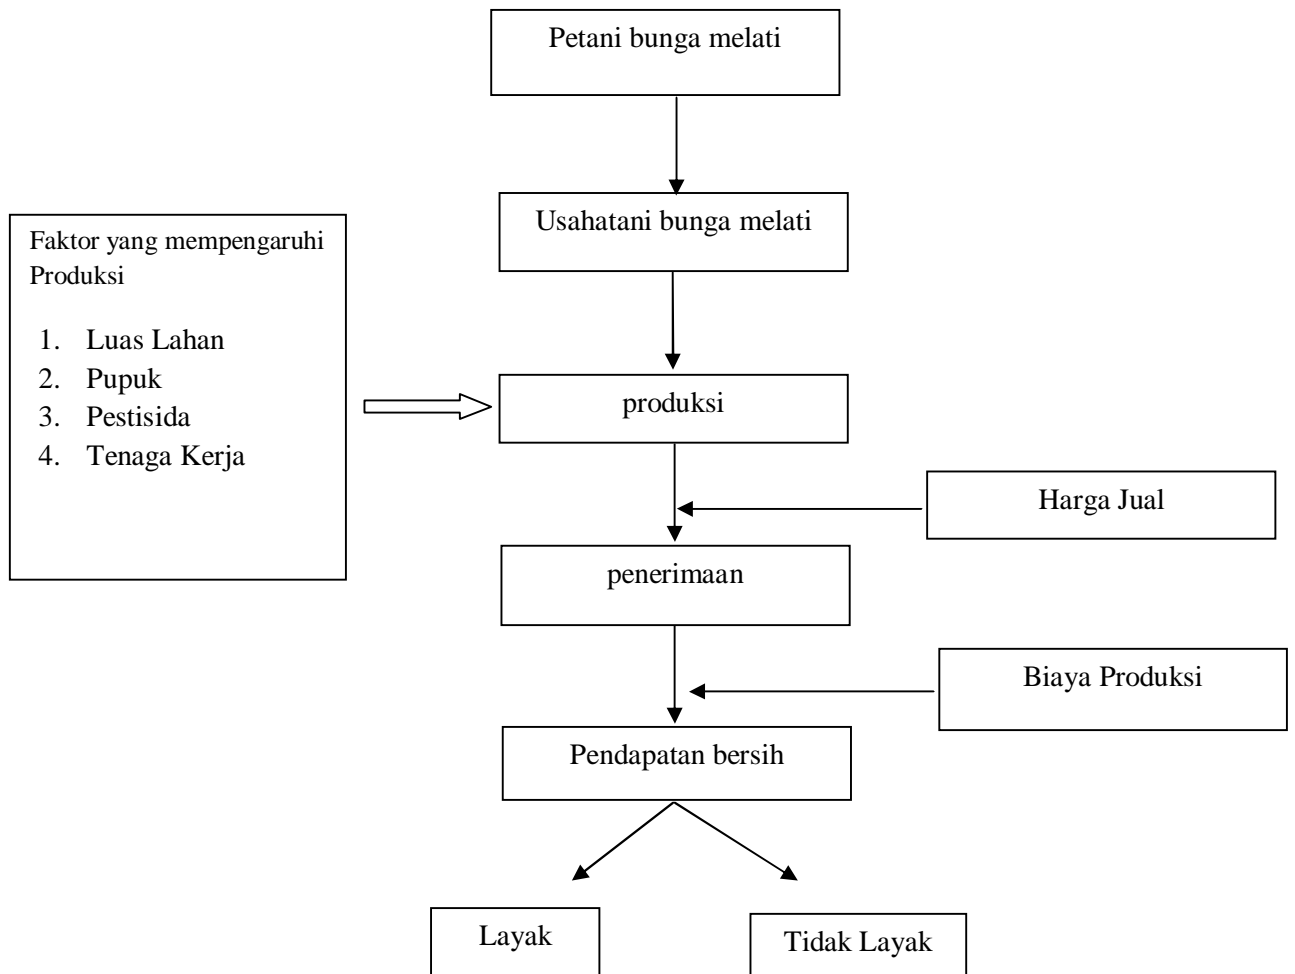 Petani bunga melati
Usahatani bunga melati
Faktor yang mempengaruhi
Produksi
1. Luas Lahan
2. Pupuk
3. Pestisida
4. Tenaga Kerja
produksi
Harga Jual
penerimaan
Biaya Produksi
Pendapatan bersih
Layak
Tidak Layak